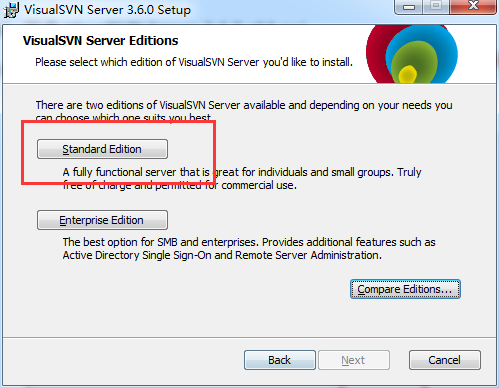 VisualSVN Server 3.6.0 Setup
VisualSVN Server Editions
Please select which edition of VisualSVN Server you'd like to install.
There are two editions of VisualSVN Server available and depending on your needs you
can choose which one suits you best.
Standard Edition
A fully functional server that is great for individuals and small groups. Truly
free of charge and permitted for commercial use.
Enterprise Edition
The best option for SMB and enterprises. Provides additional features such as
Active Directory Single Sign-On and Remote Server Administration.
Compare Editions...
Back
Next
Cancel